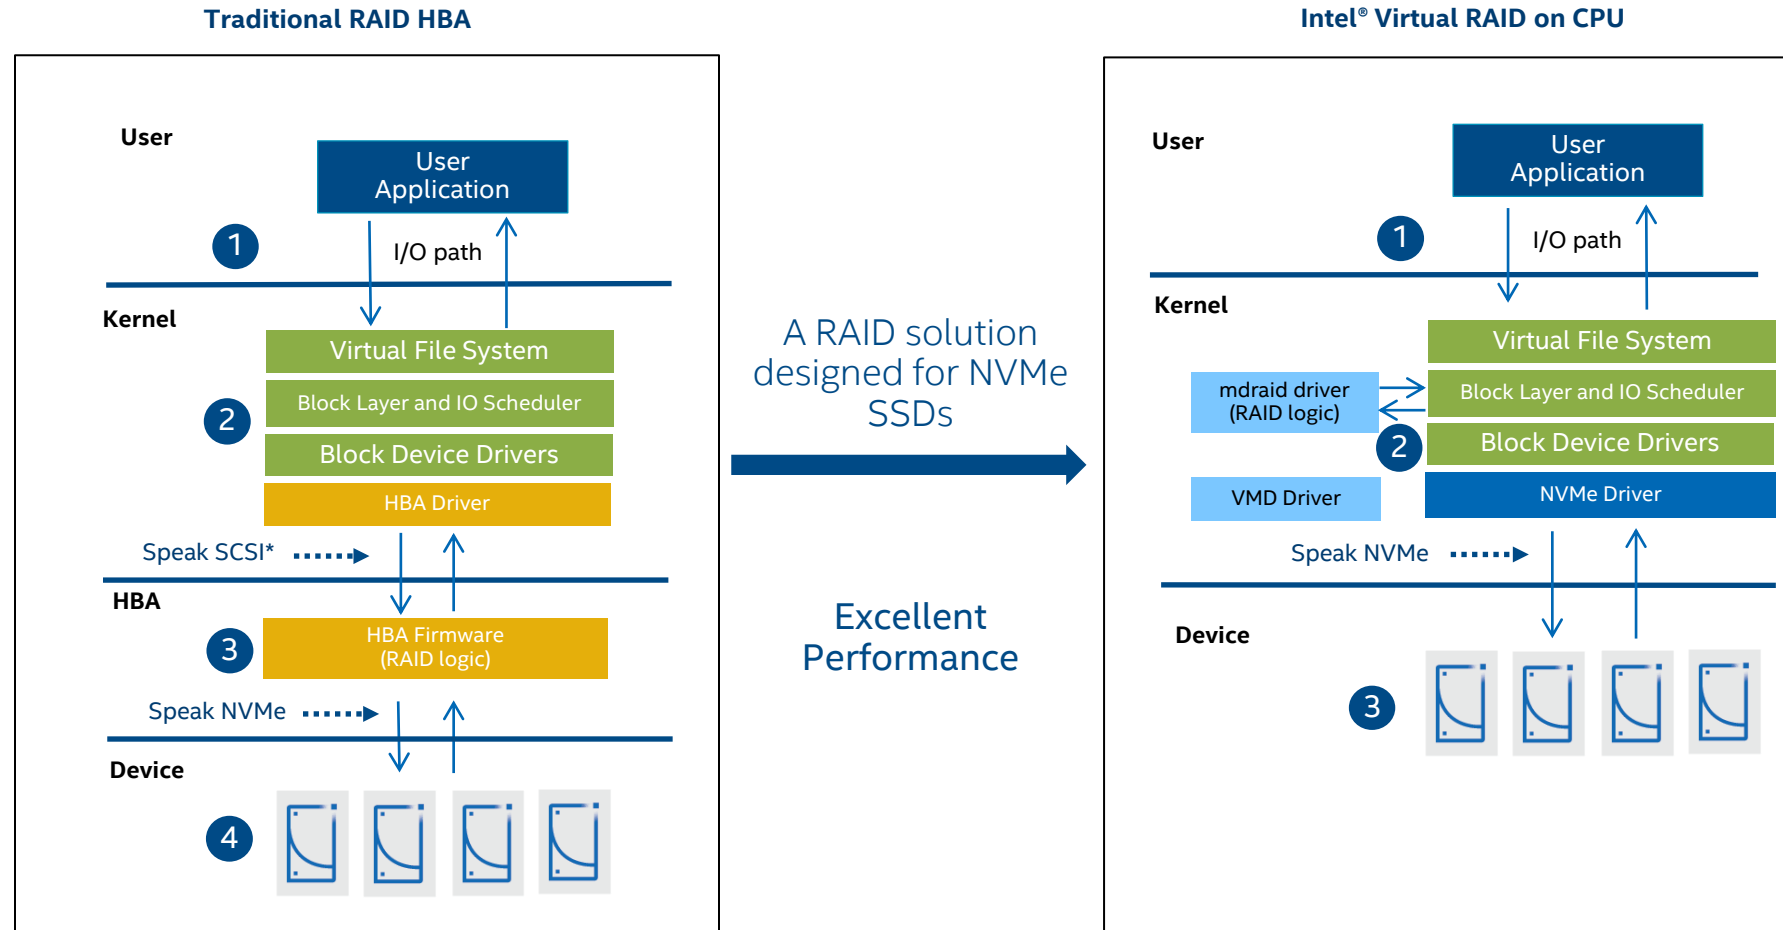 Traditional RAID HBA
User
User
Application
1
I/O path
Kernel
Virtual File System
2
Block Layer and IO Scheduler
Block Device Drivers
HBA Driver
Speak SCSI*
HBA
3
HBA Firmware
(RAID logic)
Speak NVMe
Device
4
A RAID solution
designed for NVMe
SSDs
Excellent
Performance
Intel® Virtual RAID on CPU
User
User
Application
1
I/O path
Kernel
Virtual File System
mdraid driver
(RAID logic)
Block Layer and IO Scheduler
2
Block Device Drivers
VMD Driver
NVMe Driver
Speak NVMe
Device
3